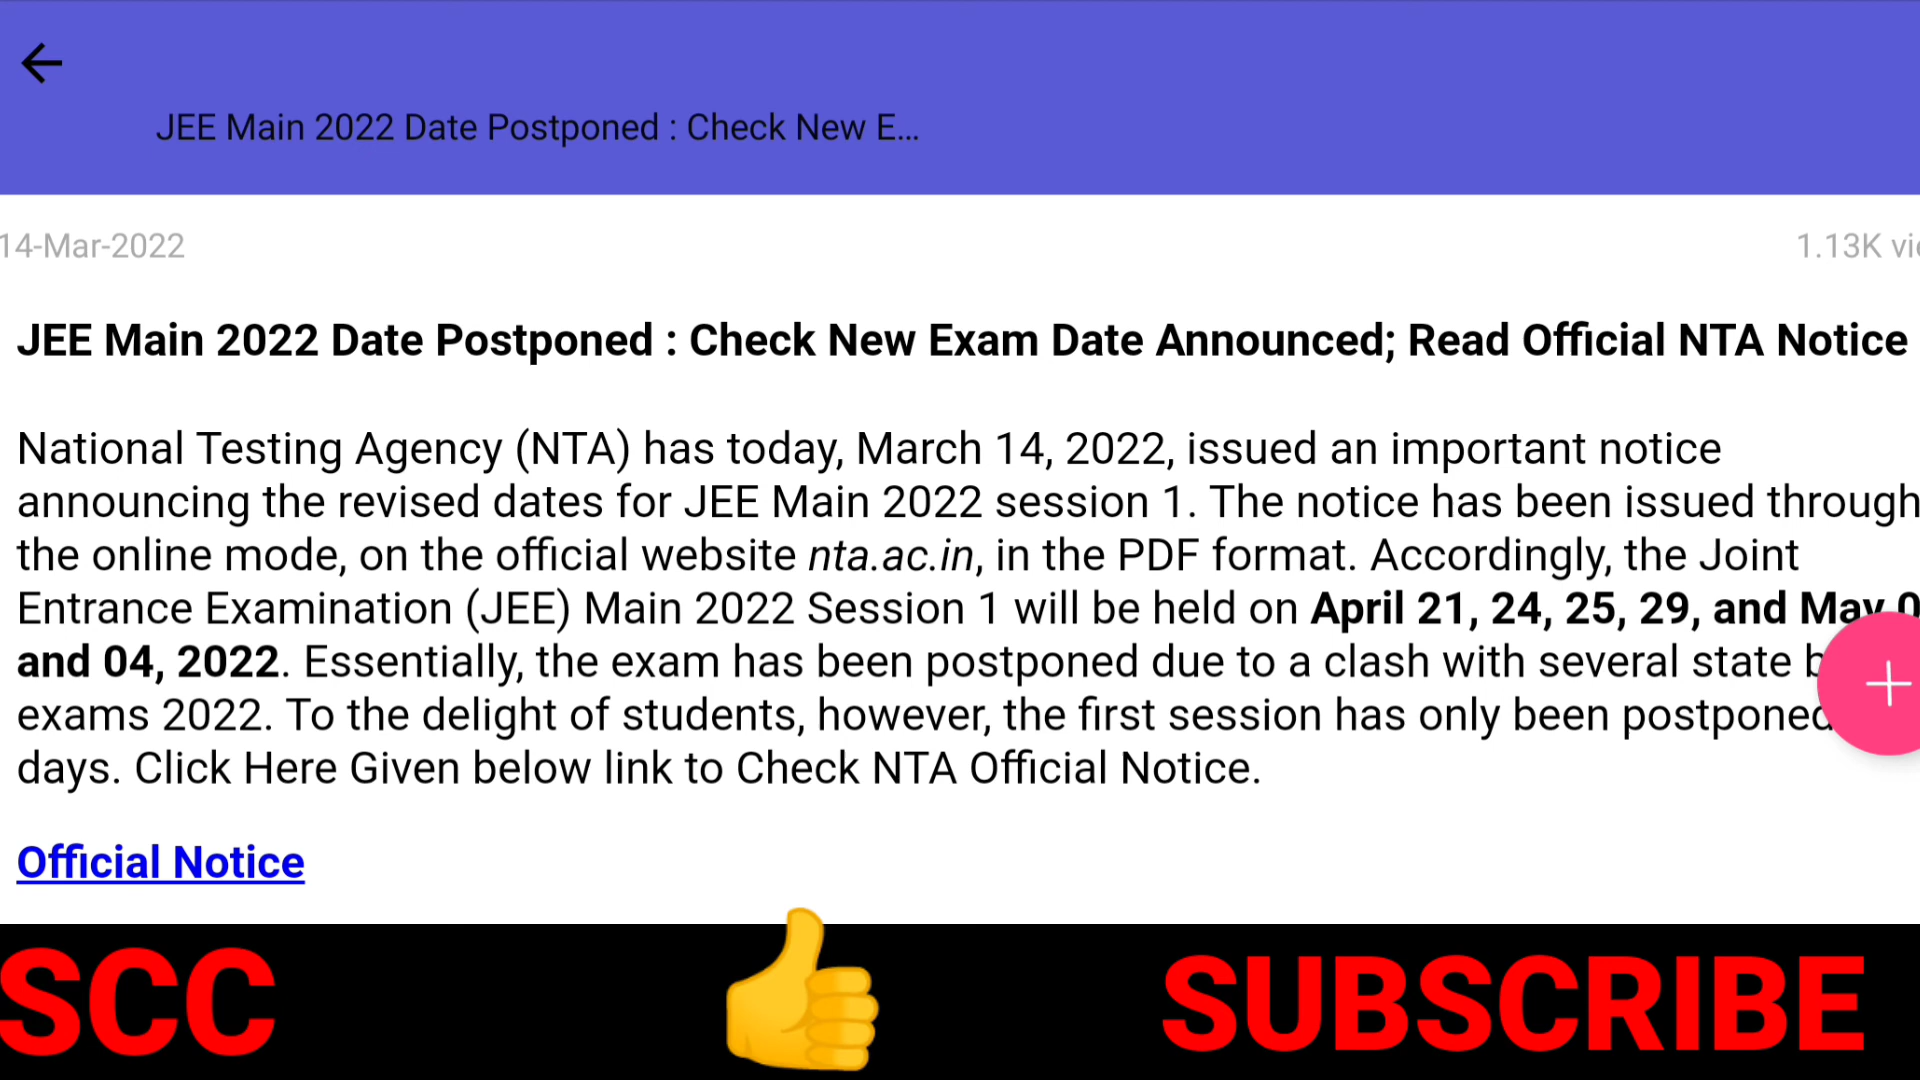 JEE Main 2022 Date Postponed : Check New E...
14-Mar-2022
1.13K
JEE Main 2022 Date Postponed : Check New Exam Date Announced; Read Official NTA Notice
National Testing Agency (NTA) has today, March 14, 2022, issued an important notice
announcing the revised dates for JEE Main 2022 session 1. The notice has been issued through
the online mode, on the official website nta.ac.in, in the PDF format. Accordingly, the Joint
Entrance Examination (JEE) Main 2022 Session 1 will be held on April 21, 24, 25, 29, and May
and 04, 2022. Essentially, the exam has been postponed due to a clash with several state
exams 2022. To the delight of students, however, the first session has only been postponed
days. Click Here Given below link to Check NTA Official Notice.
Official Notice
SCC
SUBSCRIBE